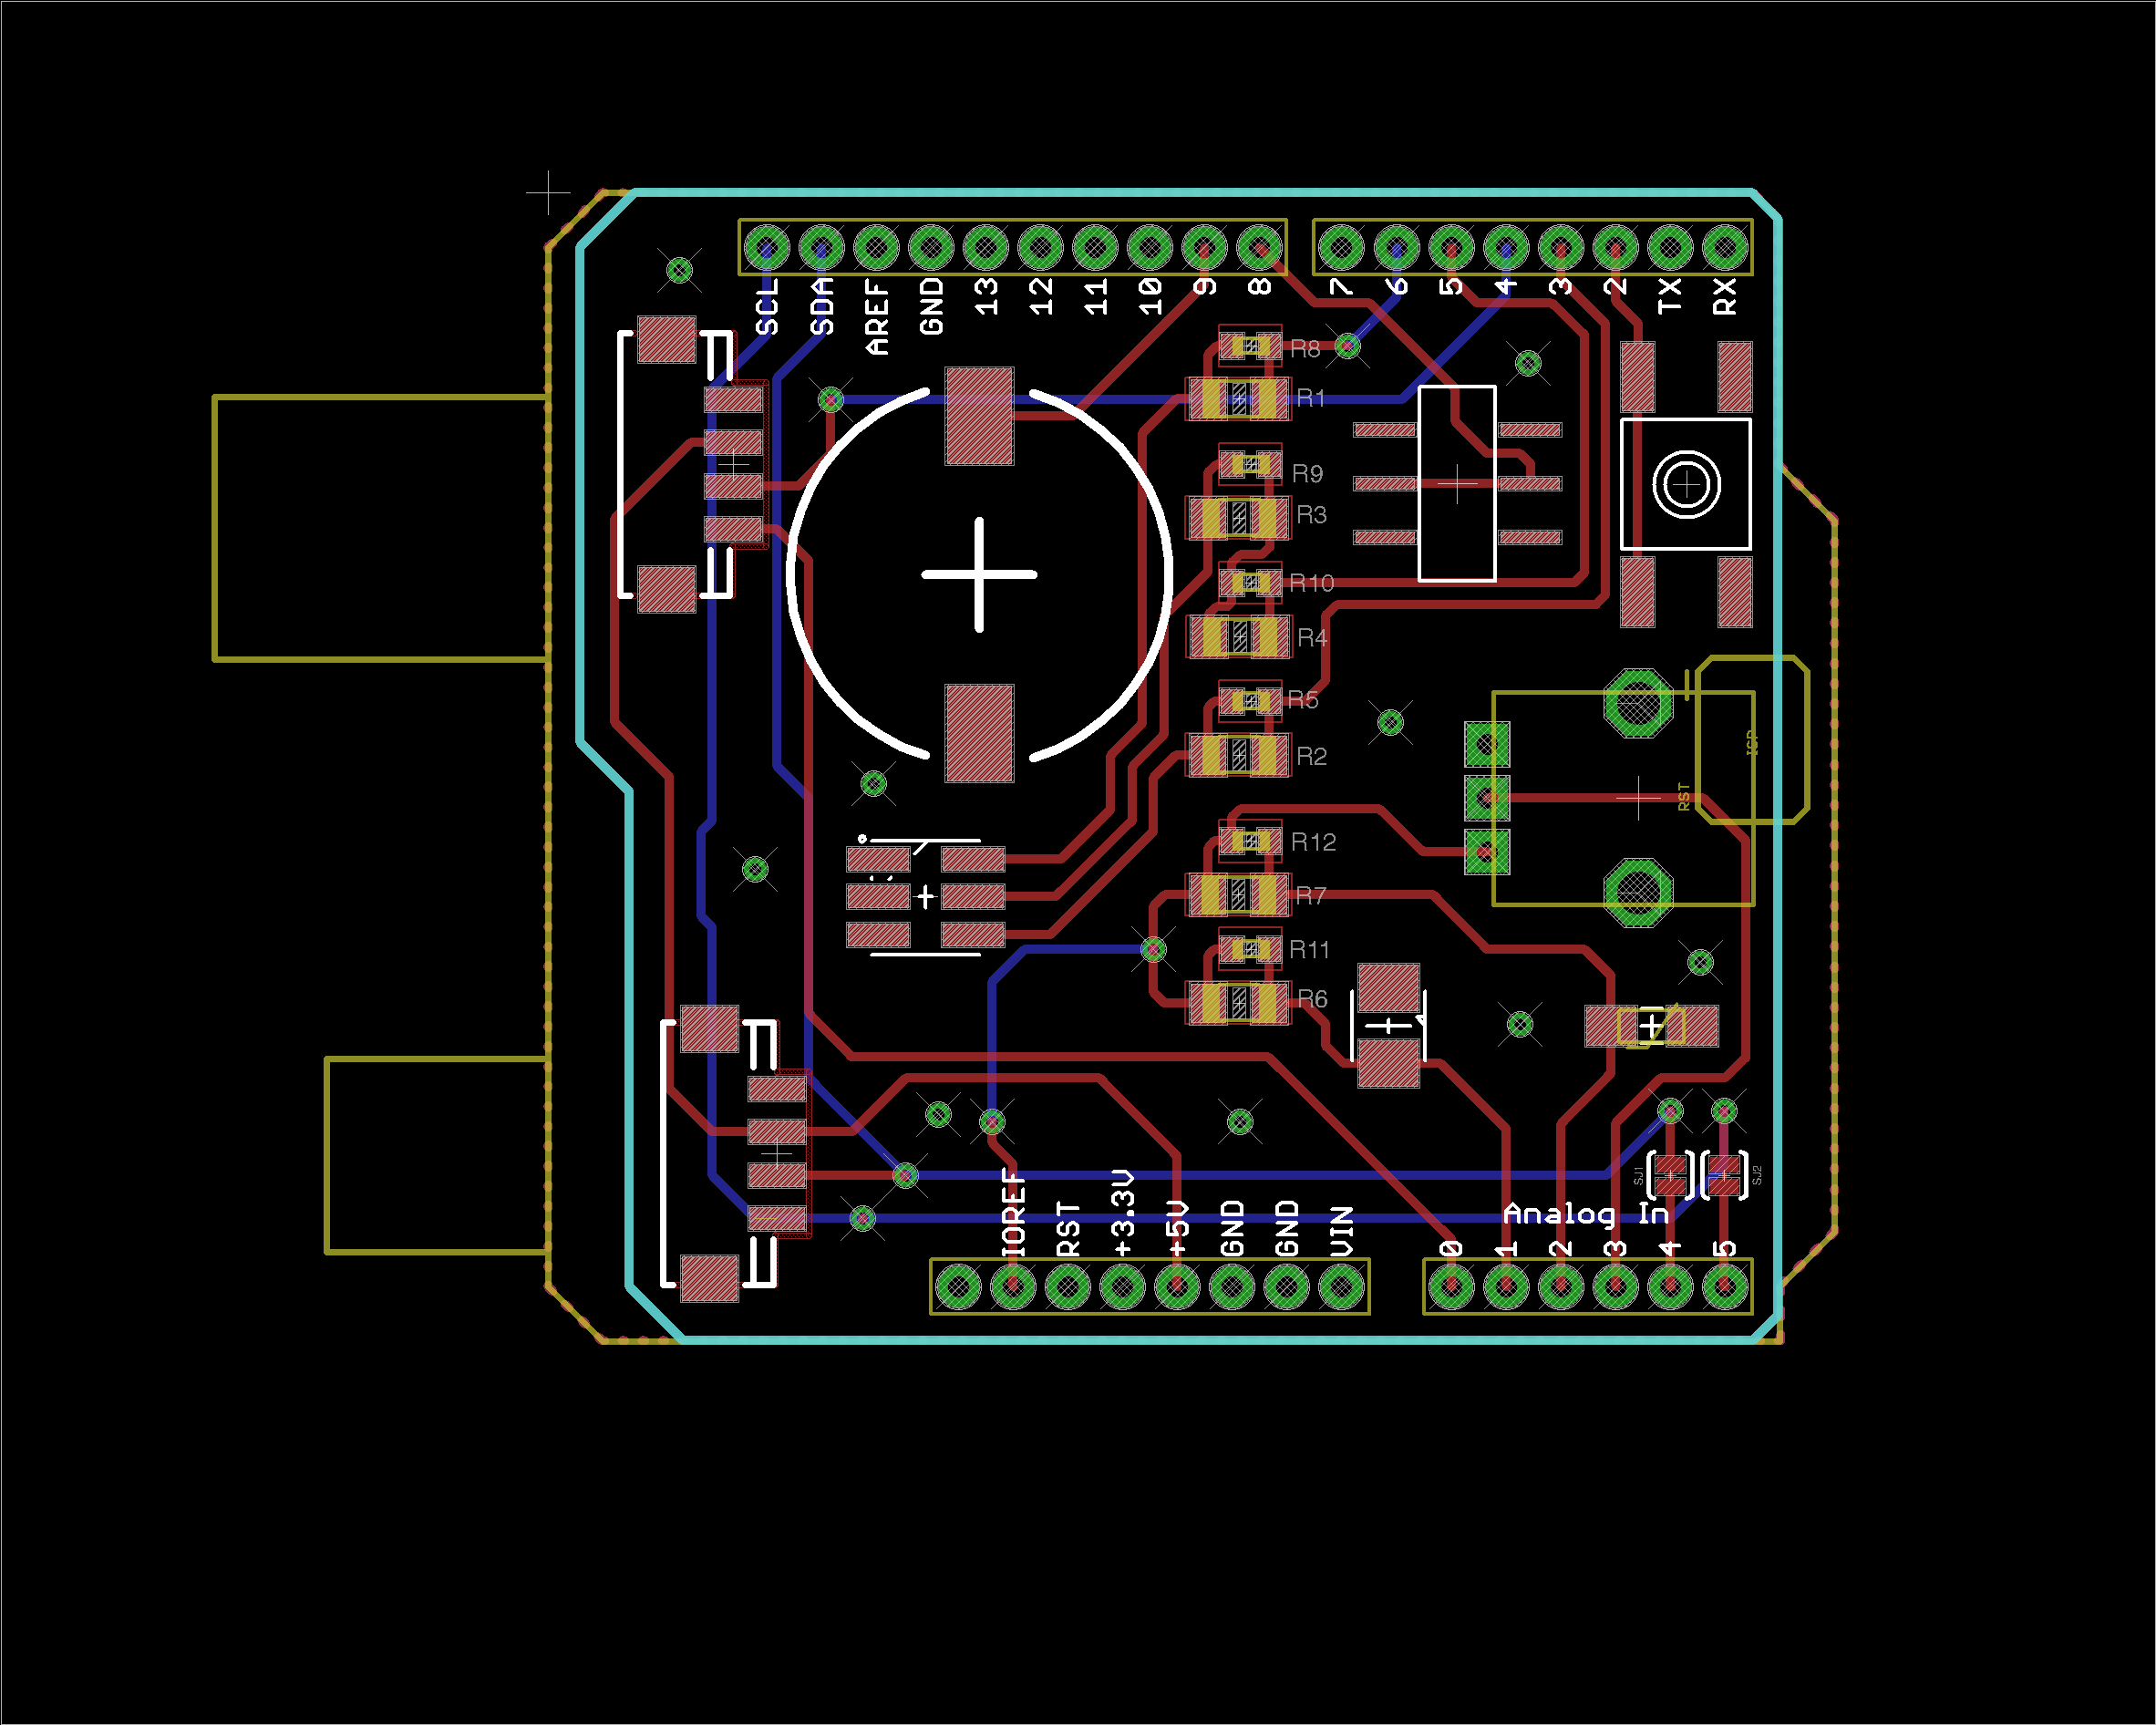 SCL SDA AREF GND 13 12 11 10 9 8 7 6 5 4 3 2 TX RX
R8
R1
R9
R3
R10
R4
R5
R2
RST
ICP
R12
R7
R11
R6
SJ1
SJ2
Analog In
IOREF RST +3.3V +5V GND GND VIN 0 1 2 3 4 5